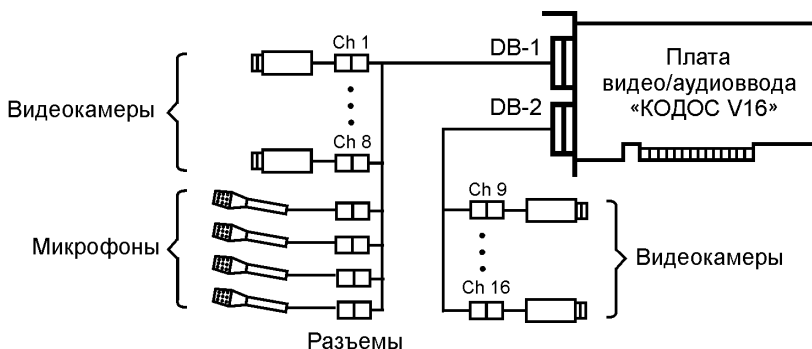 Ch 1
DB-1
Плата
видео/аудиоввода
«КОДОС V16»
Видеокамеры
DB-2
Ch 8
Ch 9
Микрофоны
Видеокамеры
Ch 16
Разъемы